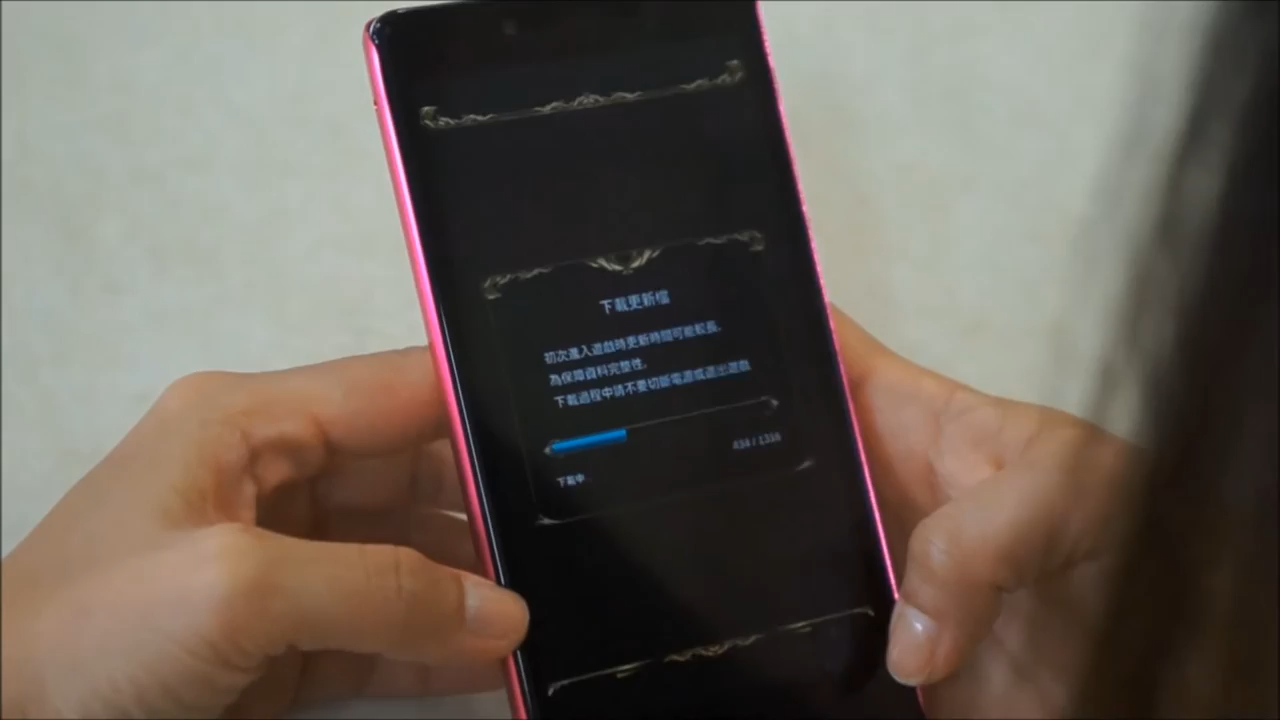 下載更新檔
初次進入遊戲時更新時間可能較長,
為保障資料完整性,
下載過程中請不要切斷電源或退出遊戲
434 / 1316
下載中